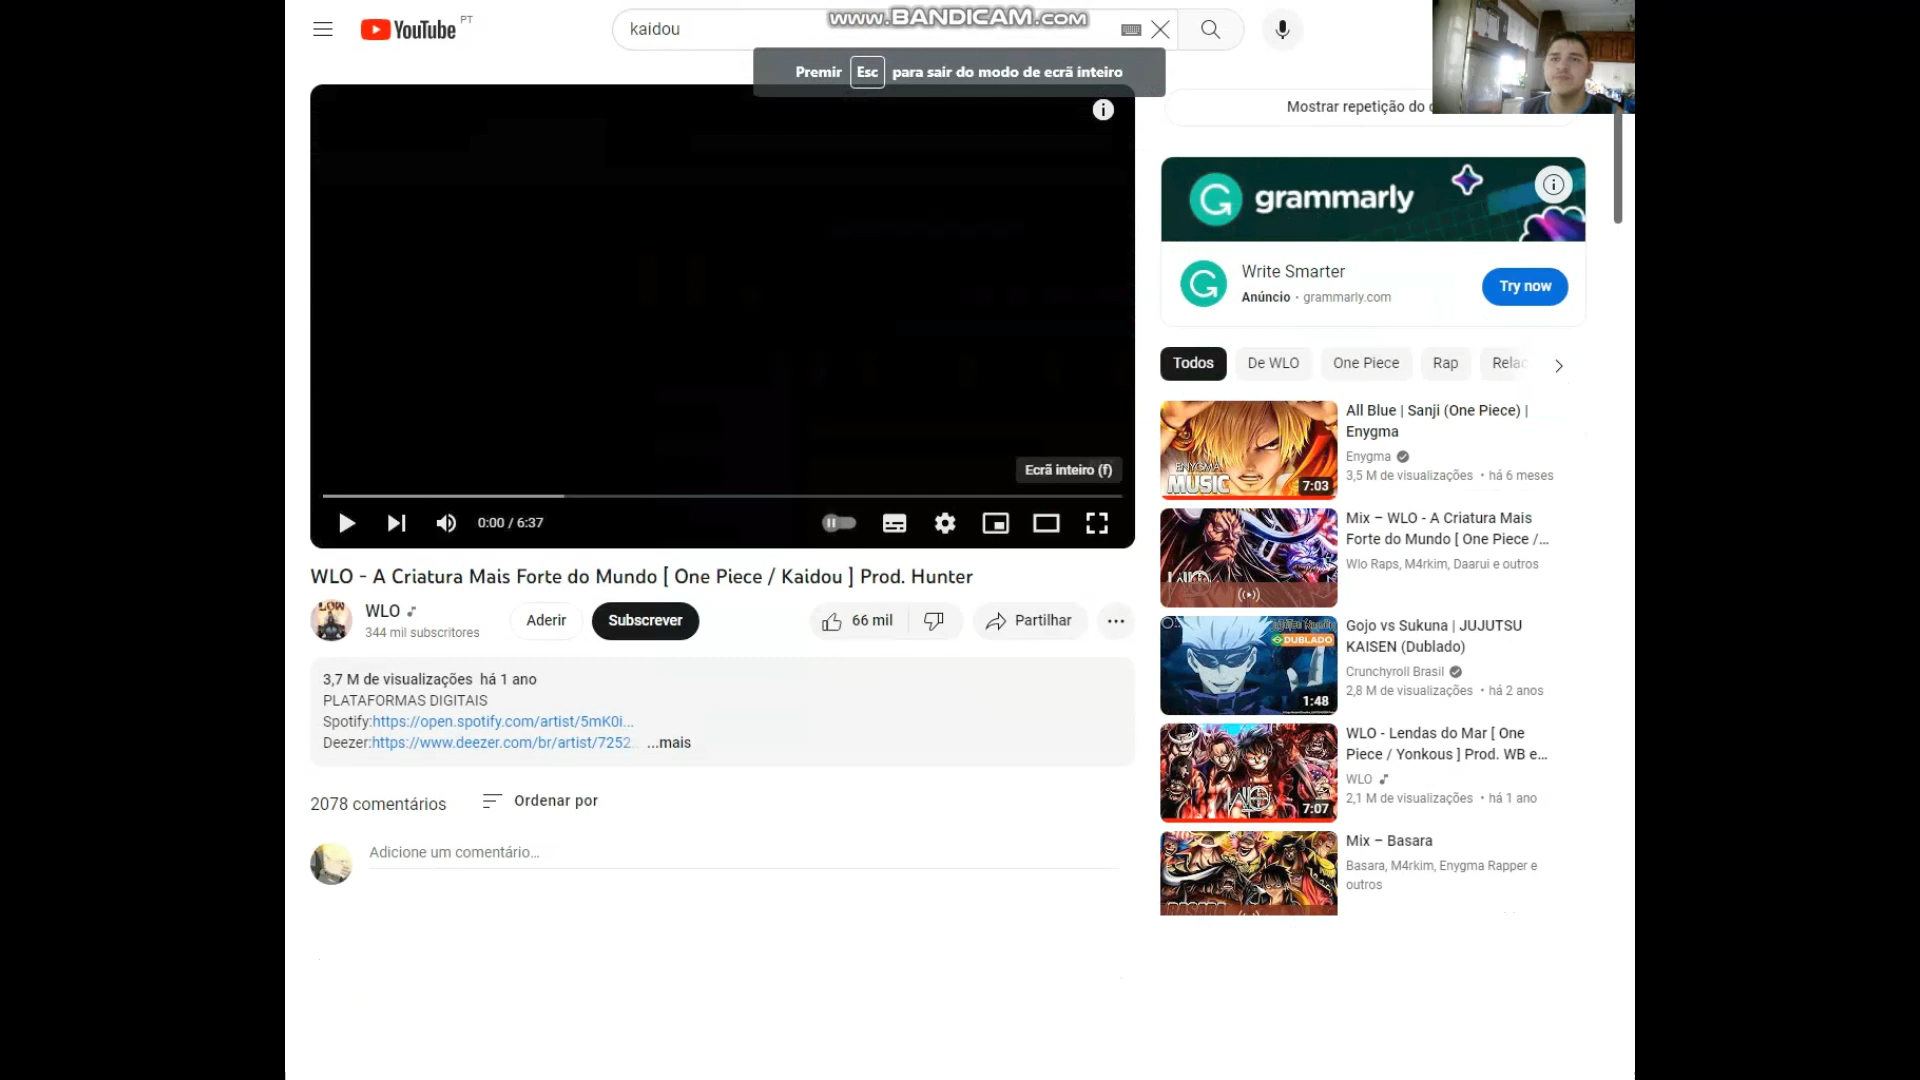 YouTube PT
kaidou
www.BANDICAM.com
Premir Esc para sair do modo de ecrã inteiro
Mostrar repetição do
Ecrã inteiro (f)
0:00 / 6:37
WLO - A Criatura Mais Forte do Mundo [ One Piece / Kaidou ] Prod. Hunter
LOW
WLO
344 mil subscritores
Aderir
Subscrever
66 mil
Partilhar
3,7 M de visualizações há 1 ano
PLATAFORMAS DIGITAIS
Spotify:https://open.spotify.com/artist/5mK0i...
Deezer:https://www.deezer.com/br/artist/7252... ...mais
2078 comentários
Ordenar por
Adicione um comentário...
grammarly
Write Smarter
Anúncio · grammarly.com
Try now
Todos
De WLO
One Piece
Rap
Relac
ENYGMA
MUSIC
7:03
All Blue | Sanji (One Piece) |
Enygma
Enygma
3,5 M de visualizações • há 6 meses
WLO
Mix – WLO - A Criatura Mais
Forte do Mundo [ One Piece /...
Wlo Raps, M4rkim, Daarui e outros
DUBLADO
1:48
Gojo vs Sukuna | JUJUTSU
KAISEN (Dublado)
Crunchyroll Brasil
2,8 M de visualizações • há 2 anos
WLO
7:07
WLO - Lendas do Mar [ One
Piece / Yonkous ] Prod. WB e...
WLO
2,1 M de visualizações • há 1 ano
BASARA
Mix – Basara
Basara, M4rkim, Enygma Rapper e
outros